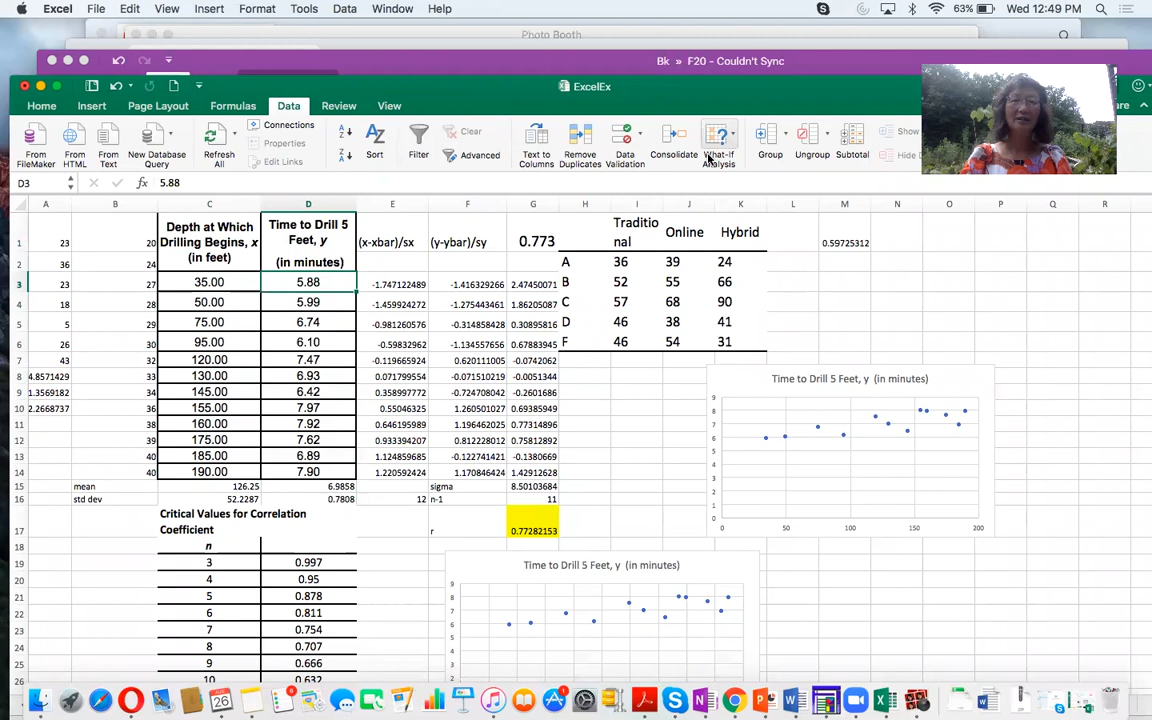 Excel File Edit View Insert Format Tools Data Window Help 63% Wed 12:49 PM
Photo Booth
Bk » F20 - Couldn't Sync
ExcelEx
Home Insert Page Layout Formulas Data Review View
Connections
Properties
Edit Links
Clear
Advanced
From FileMaker
From HTML
From Text
New Database Query
Refresh All
Sort
Filter
Text to Columns
Remove Duplicates
Data Validation
Consolidate
What-If Analysis
Group
Ungroup
Subtotal
Show
Hide
D3 fx 5.88
A B C D E F G H I J K L M N O P Q R
1 23 20 Depth at Which Drilling Begins, x (in feet) Time to Drill 5 Feet, y (in minutes) (x-xbar)/sx (y-ybar)/sy 0.773 Traditional Online Hybrid 0.59725312
2 36 24 A 36 39 24
3 23 27 35.00 5.88 -1.747122489 -1.416329266 2.47450071 B 52 55 66
4 18 28 50.00 5.99 -1.459924272 -1.275443461 1.86205087 C 57 68 90
5 5 29 75.00 6.74 -0.981260576 -0.314858428 0.30895816 D 46 38 41
6 26 30 95.00 6.10 -0.59832962 -1.134557656 0.67883945 F 46 54 31
7 43 32 120.00 7.47 -0.119665924 0.620111005 -0.0742062
8 4.8571429 33 130.00 6.93 0.071799554 -0.071510219 -0.0051344
9 1.3569182 34 145.00 6.42 0.358997772 -0.724708042 -0.2601686
10 2.2668737 36 155.00 7.97 0.55046325 1.260501027 0.69385949
11 38 160.00 7.92 0.646195989 1.196462025 0.77314896
12 39 175.00 7.62 0.933394207 0.812228012 0.75812892
13 40 185.00 6.89 1.124859685 -0.122741421 -0.1380669
14 40 190.00 7.90 1.220592424 1.170846424 1.42912628
15 mean 126.25 6.9858 sigma 8.50103684
16 std dev 52.2287 0.7808 12 n-1 11
17 Critical Values for Correlation Coefficient r 0.77282153
18 n
19 3 0.997
20 4 0.95
21 5 0.878
22 6 0.811
23 7 0.754
24 8 0.707
25 9 0.666
10 0.632
Time to Drill 5 Feet, y (in minutes)
9
8
7
6
5
4
3
2
1
0
0 50 100 150 200
Time to Drill 5 Feet, y (in minutes)
9
8
7
6
5
4
3
2